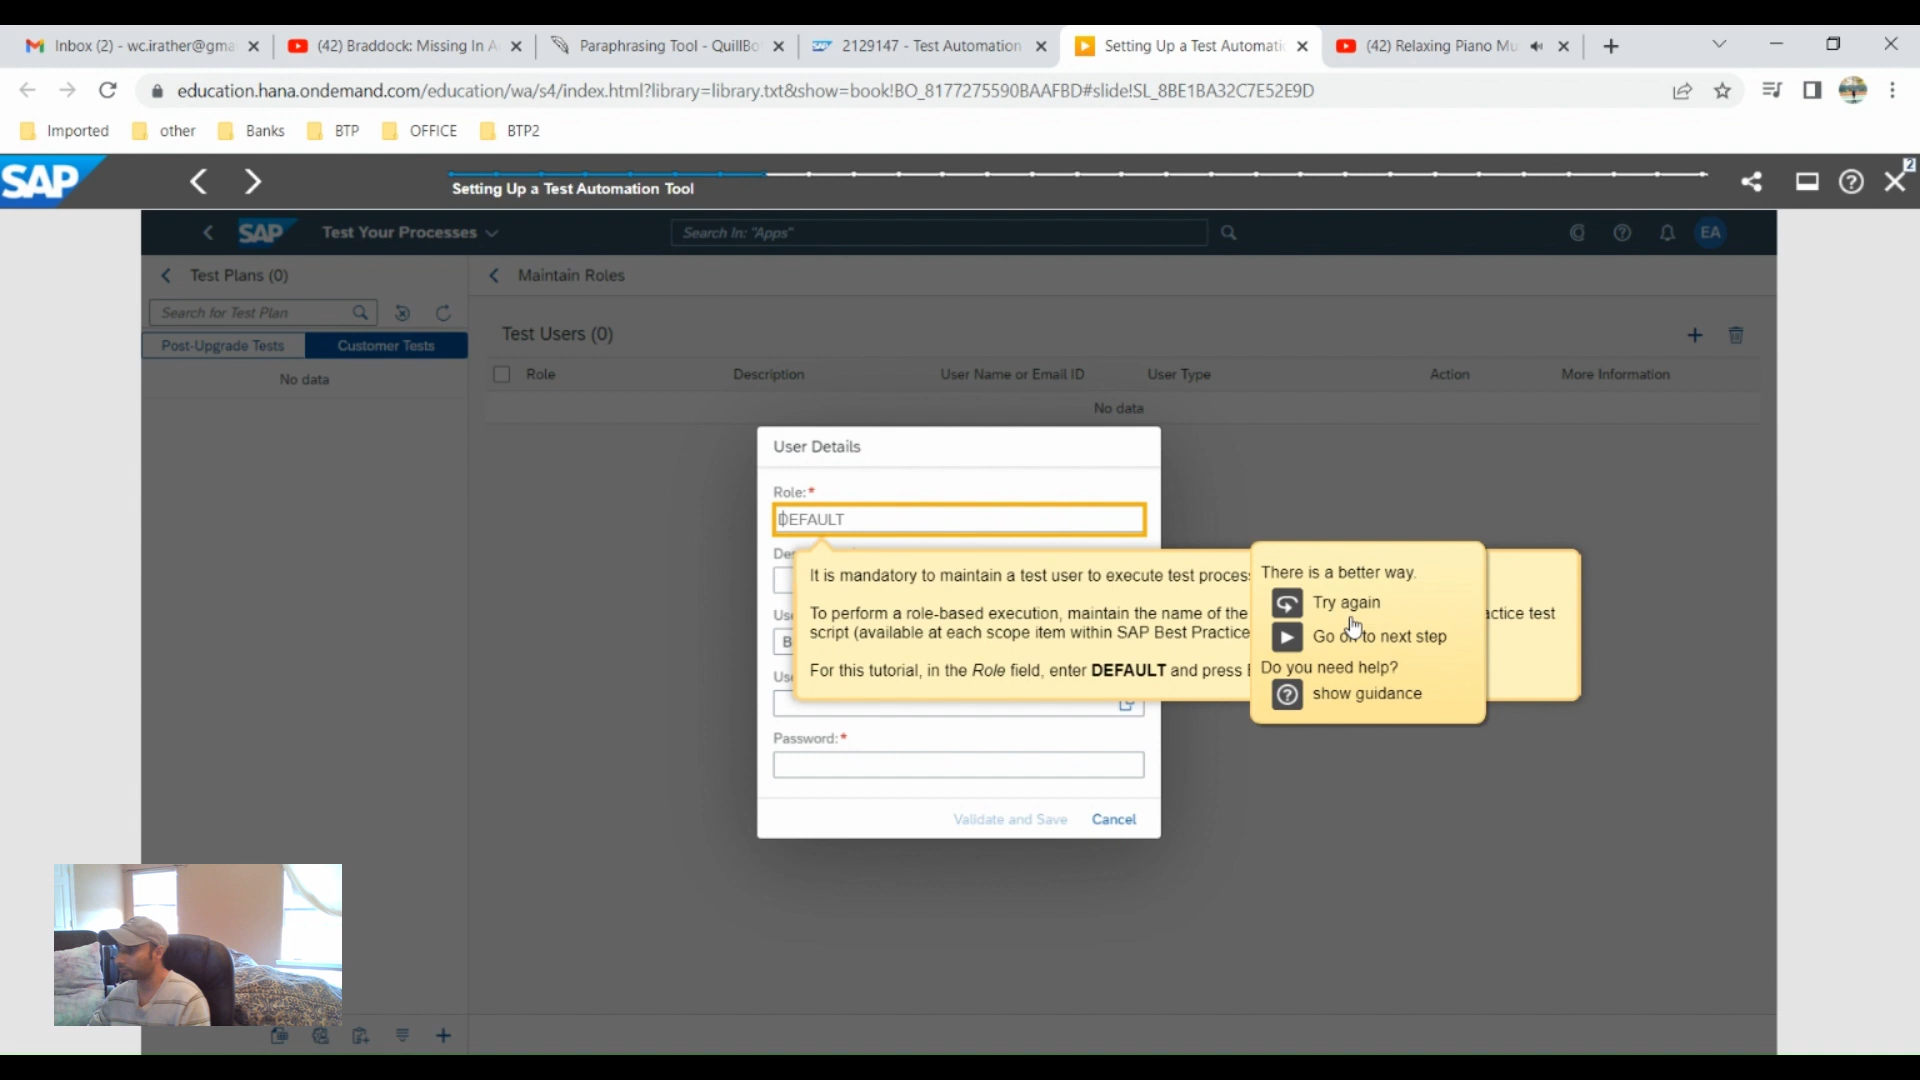 Inbox (2) - wc.irather@gma
(42) Braddock: Missing In A
Paraphrasing Tool - QuillBo
2129147 - Test Automation
Setting Up a Test Automati
(42) Relaxing Piano Mu
education.hana.ondemand.com/education/wa/s4/index.html?library=library.txt&show=book!BO_8177275590BAAFBD#slide!SL_8BE1BA32C7E52E9D
Imported
other
Banks
BTP
OFFICE
BTP2
SAP
Setting Up a Test Automation Tool
2
SAP
Test Your Processes
Search In: "Apps"
EA
Test Plans (0)
Maintain Roles
Search for Test Plan
Test Users (0)
Post-Upgrade Tests
Customer Tests
No data
Role
Description
User Name or Email ID
User Type
Action
More Information
No data
User Details
Role:*
DEFAULT
Des
It is mandatory to maintain a test user to execute test proces
To perform a role-based execution, maintain the name of the
actice test
script (available at each scope item within SAP Best Practice
For this tutorial, in the Role field, enter DEFAULT and press
Use
B
Use
There is a better way.
Try again
Go on to next step
Do you need help?
show guidance
Password:*
Validate and Save
Cancel